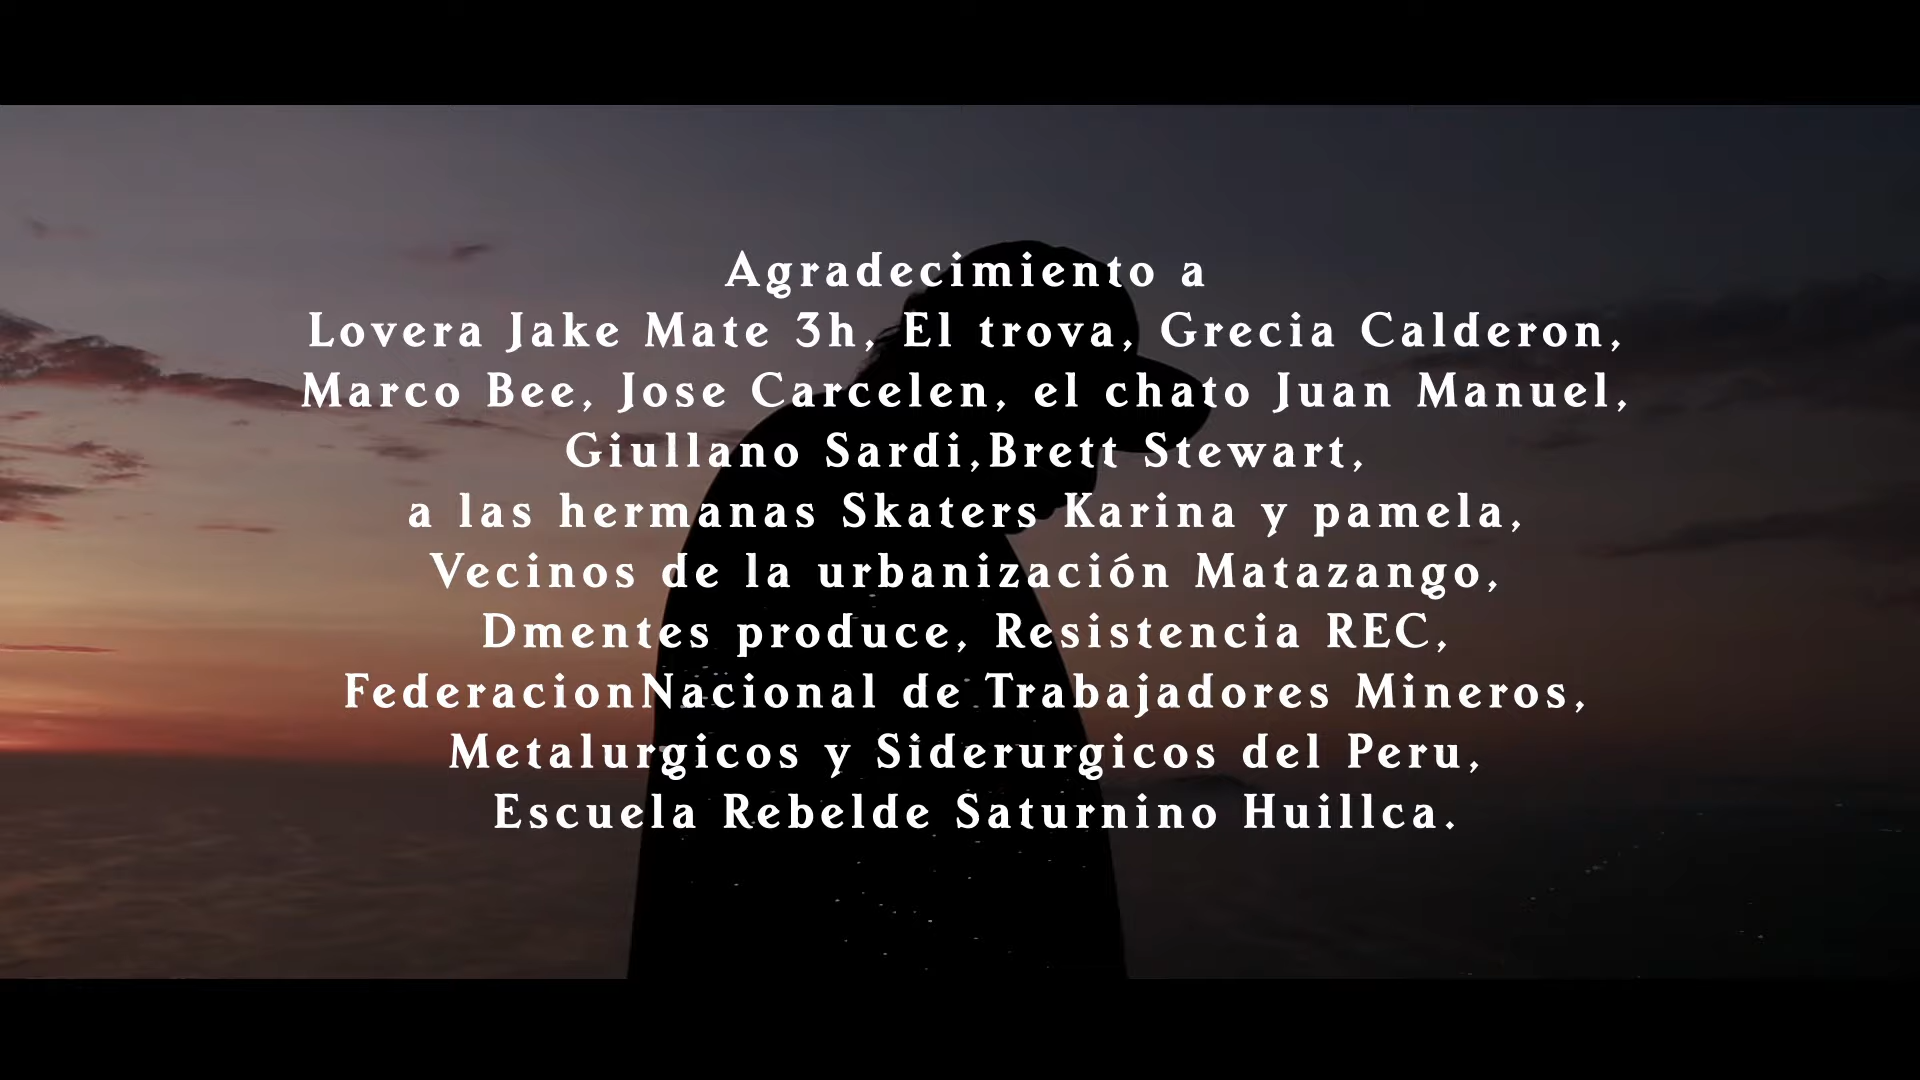 Agradecimiento a
Lovera Jake Mate 3h, El trova, Grecia Calderon,
Marco Bee, Jose Carcelen, el chato Juan Manuel,
Giullano Sardi,Brett Stewart,
a las hermanas Skaters Karina y pamela,
Vecinos de la urbanización Matazango,
Dmentes produce, Resistencia REC,
FederacionNacional de Trabajadores Mineros,
Metalurgicos y Siderurgicos del Peru,
Escuela Rebelde Saturnino Huillca.